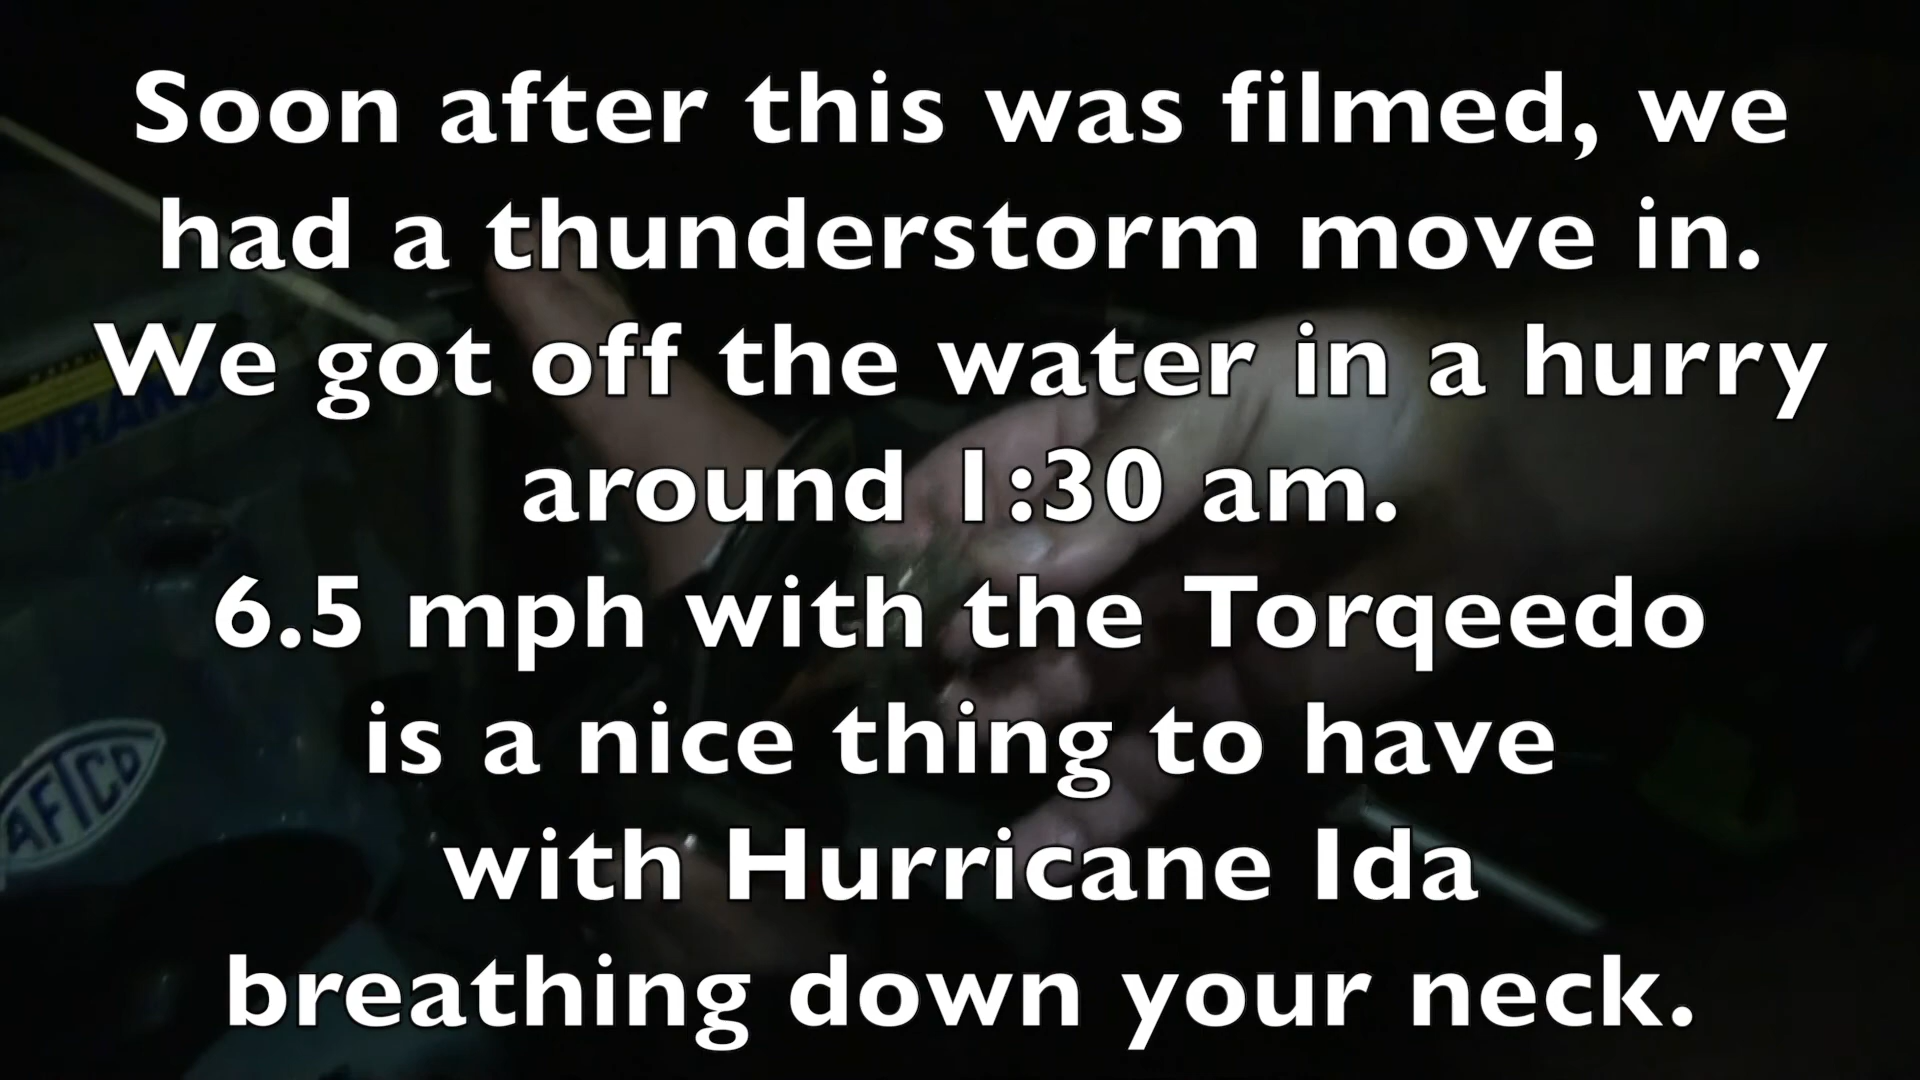 Soon after this was filmed, we
had a thunderstorm move in.
We got off the water in a hurry
around 1:30 am.
6.5 mph with the Torqeedo
is a nice thing to have
with Hurricane Ida
breathing down your neck.
AFTCO